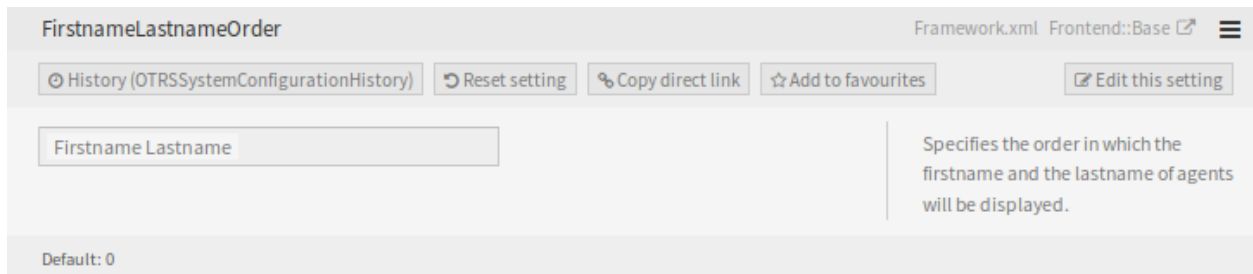 FirstnameLastnameOrder Framework.xml Frontend::Base
History (OTRSSystemConfigurationHistory) Reset setting Copy direct link Add to favourites Edit this setting
Firstname Lastname
Specifies the order in which the
firstname and the lastname of agents
will be displayed.
Default: 0